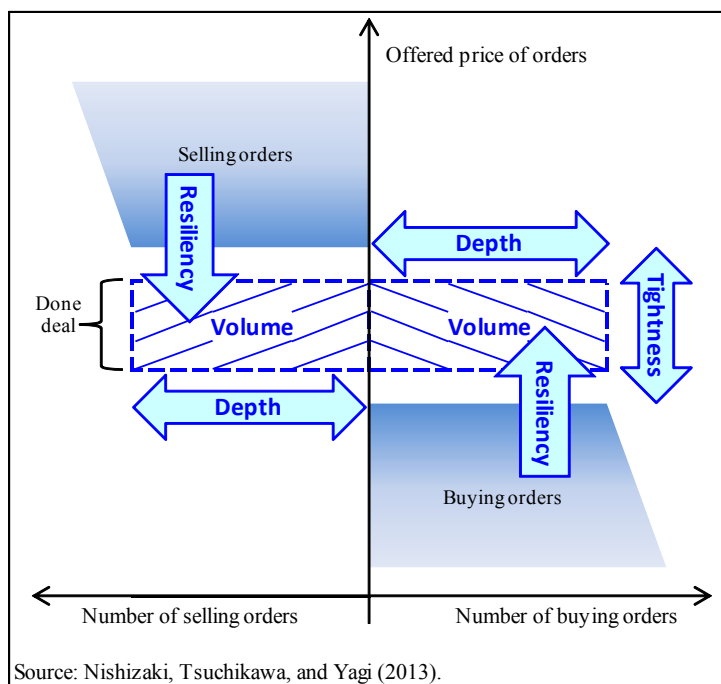 Offered price of orders
Selling orders
Resiliency
Depth
Tightness
Done
deal
Volume
Volume
Resiliency
Depth
Buying orders
Number of selling orders
Number of buying orders
Source: Nishizaki, Tsuchikawa, and Yagi (2013).